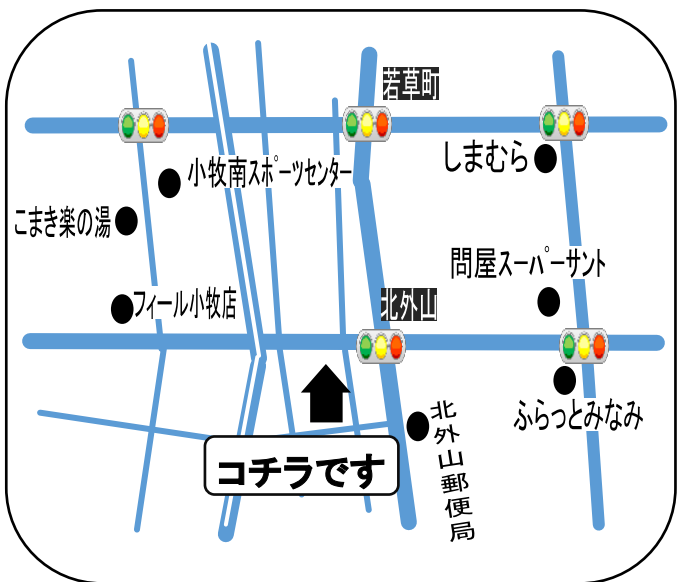 若草町
しまむら
小牧南スポーツセンター
こまき楽の湯
問屋スーパーサント
フィール小牧店
北外山
ふらっとみなみ
北外山郵便局
コチラです